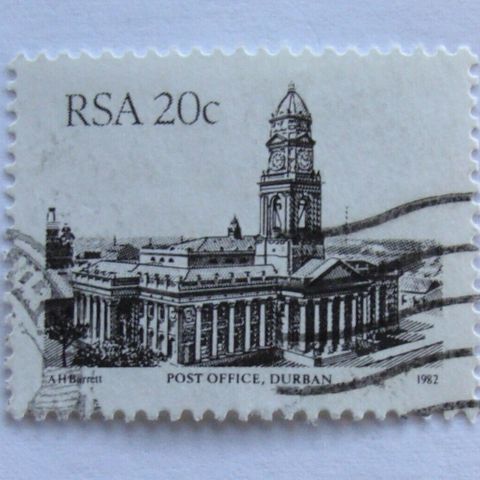 RSA 20c
A H Barrett POST OFFICE, DURBAN 1982